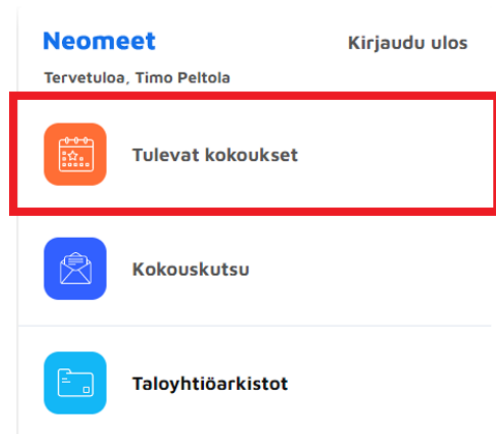 Neomeet
Kirjaudu ulos
Tervetuloa, Timo Peltola
Tulevat kokoukset
Kokouskutsu
Taloyhtiöarkistot